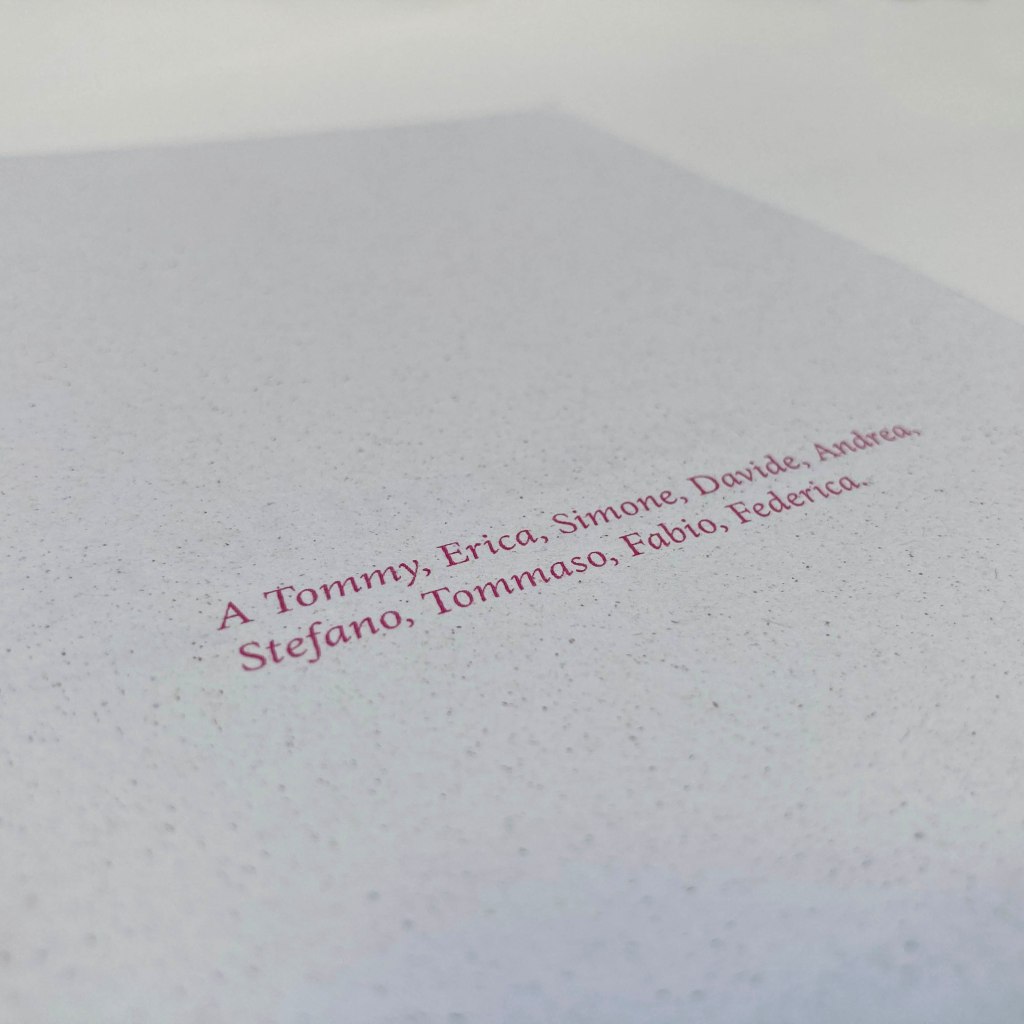 A Tommy, Erica, Simone, Davide, Andrea,
Stefano, Tommaso, Fabio, Federica.